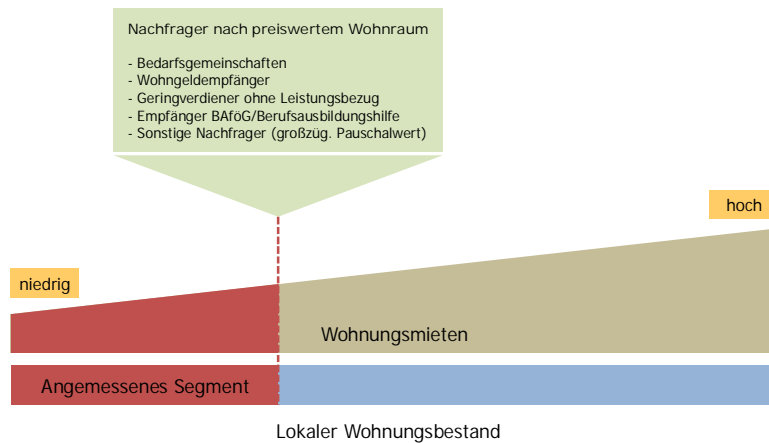 Nachfrager nach preiswertem Wohnraum
- Bedarfsgemeinschaften
- Wohngeldempfänger
- Geringverdiener ohne Leistungsbezug
- Empfänger BAföG/Berufsausbildungshilfe
- Sonstige Nachfrager (großzüg. Pauschalwert)
hoch
niedrig
Wohnungsmieten
Angemessenes Segment
Lokaler Wohnungsbestand